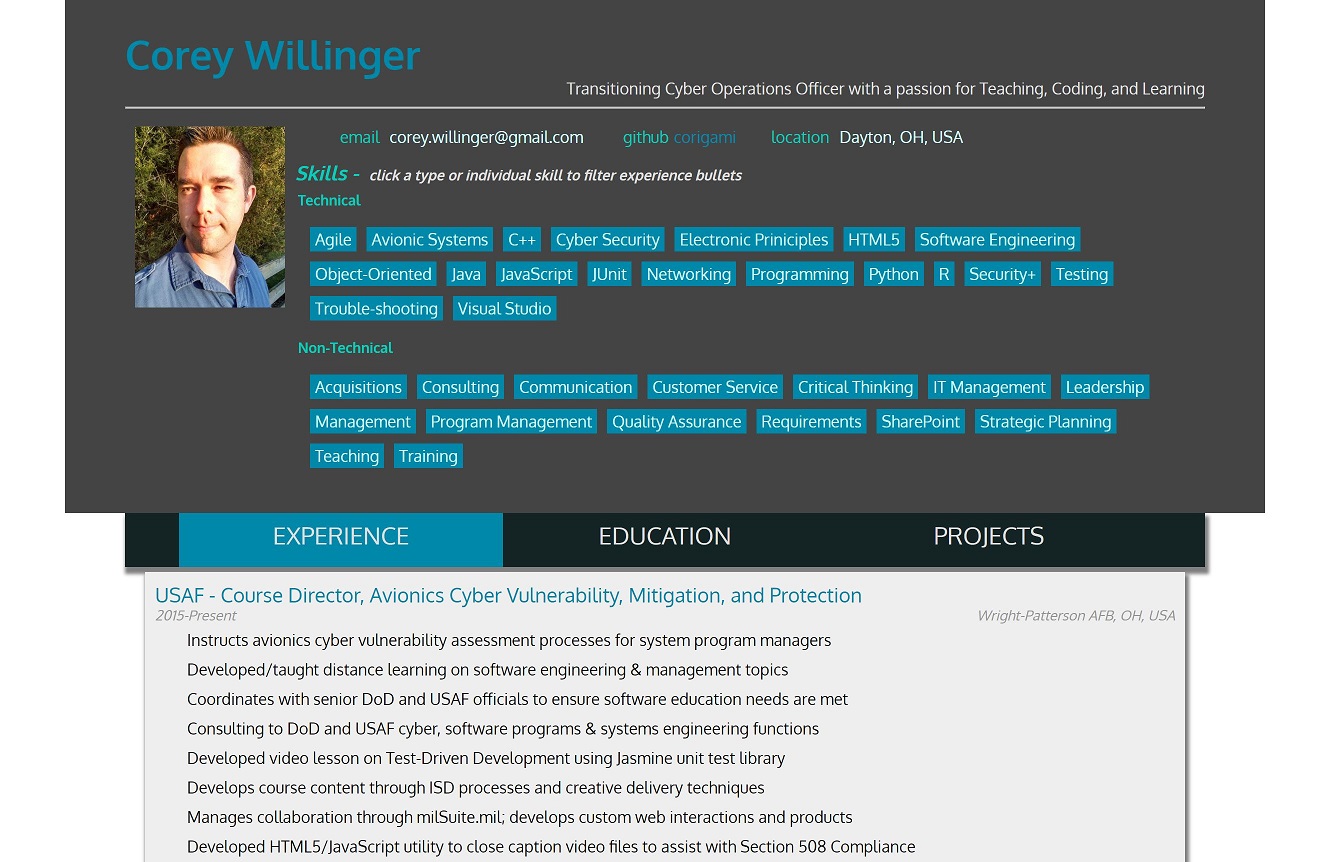 Corey Willinger
Transitioning Cyber Operations Officer with a passion for Teaching, Coding, and Learning
email corey.willinger@gmail.com github corigami location Dayton, OH, USA
Skills - click a type or individual skill to filter experience bullets
Technical
Agile Avionic Systems C++ Cyber Security Electronic Priniciples HTML5 Software Engineering
Object-Oriented Java JavaScript JUnit Networking Programming Python R Security+ Testing
Trouble-shooting Visual Studio
Non-Technical
Acquisitions Consulting Communication Customer Service Critical Thinking IT Management Leadership
Management Program Management Quality Assurance Requirements SharePoint Strategic Planning
Teaching Training
EXPERIENCE EDUCATION PROJECTS
USAF - Course Director, Avionics Cyber Vulnerability, Mitigation, and Protection
2015-Present Wright-Patterson AFB, OH, USA
Instructs avionics cyber vulnerability assessment processes for system program managers
Developed/taught distance learning on software engineering & management topics
Coordinates with senior DoD and USAF officials to ensure software education needs are met
Consulting to DoD and USAF cyber, software programs & systems engineering functions
Developed video lesson on Test-Driven Development using Jasmine unit test library
Develops course content through ISD processes and creative delivery techniques
Manages collaboration through milSuite.mil; develops custom web interactions and products
Developed HTML5/JavaScript utility to close caption video files to assist with Section 508 Compliance